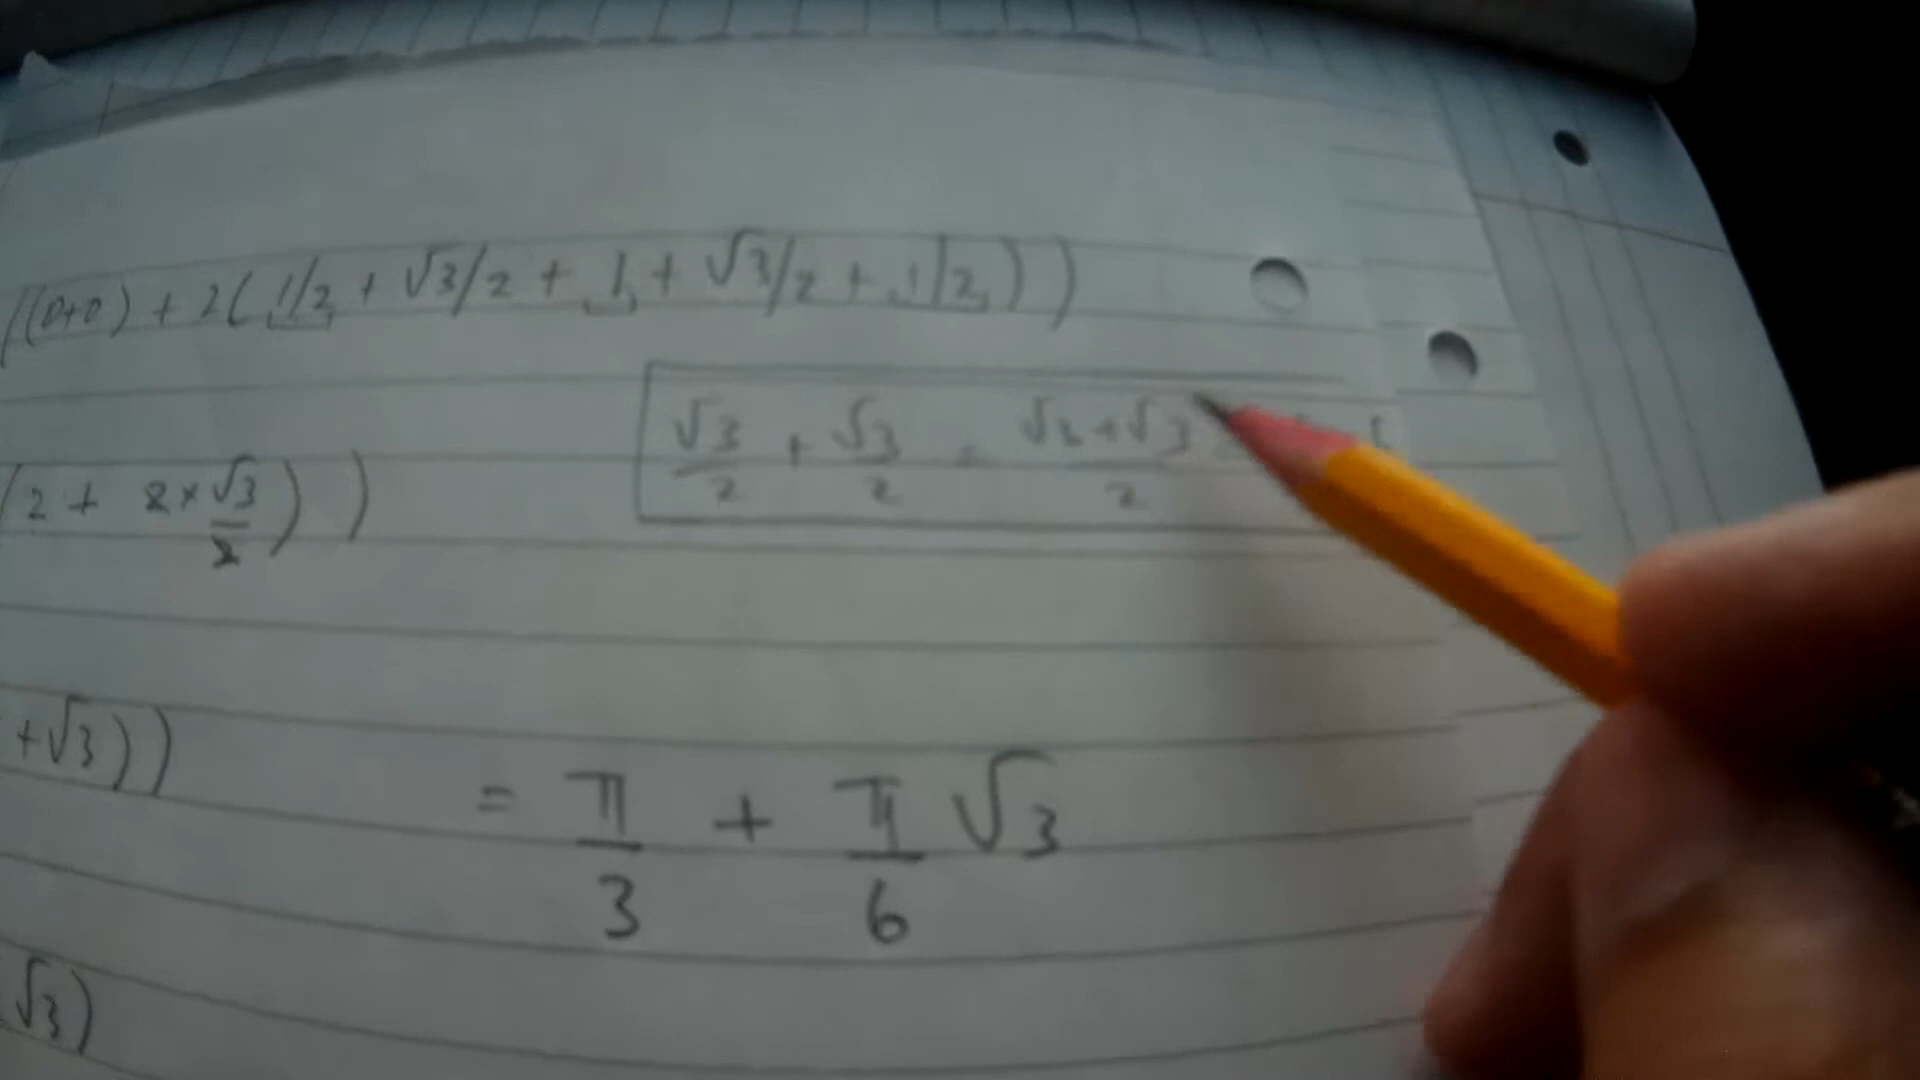 ((0+0) + 2(1/2 + √3/2 + 1 + √3/2 + 1/2))
√3/2 + √3/2 = √3+√3/2
(2 + 2×√3/2))
+√3))
= π/3 + π/6 √3
√3)